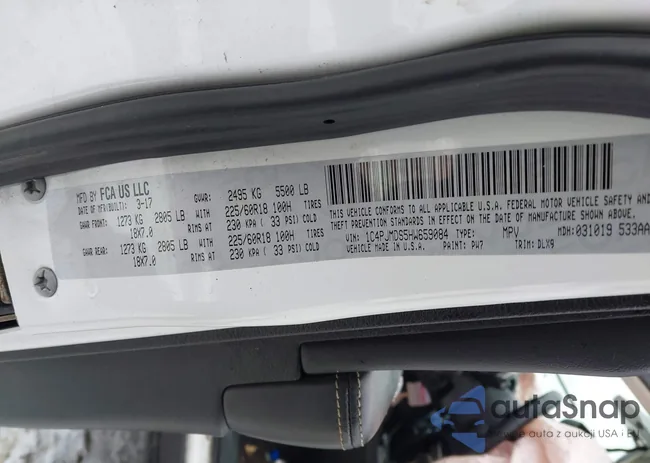 MFD BY FCA US LLC
DATE OF MFR(BUILT): 3-17
GVWR: 2495 KG 5500 LB
GAWR FRONT: 1273 KG 2805 LB WITH 225/60R18 100H TIRES
18X7.0 RIMS AT 230 KPA ( 33 PSI) COLD
GAWR REAR: 1273 KG 2805 LB WITH 225/60R18 100H TIRES
18X7.0 RIMS AT 230 KPA ( 33 PSI) COLD
THIS VEHICLE CONFORMS TO ALL APPLICABLE U.S.A. FEDERAL MOTOR VEHICLE SAFETY AND
THEFT PREVENTION STANDARDS IN EFFECT ON THE DATE OF MANUFACTURE SHOWN ABOVE.
VIN: 1C4PJMDS5HW659084 TYPE: MPV MDH: 031019 533AA
VEHICLE MADE IN U.S.A. PAINT: PW7 TRIM: DLX9
autoSnap
auta z aukcji USA i